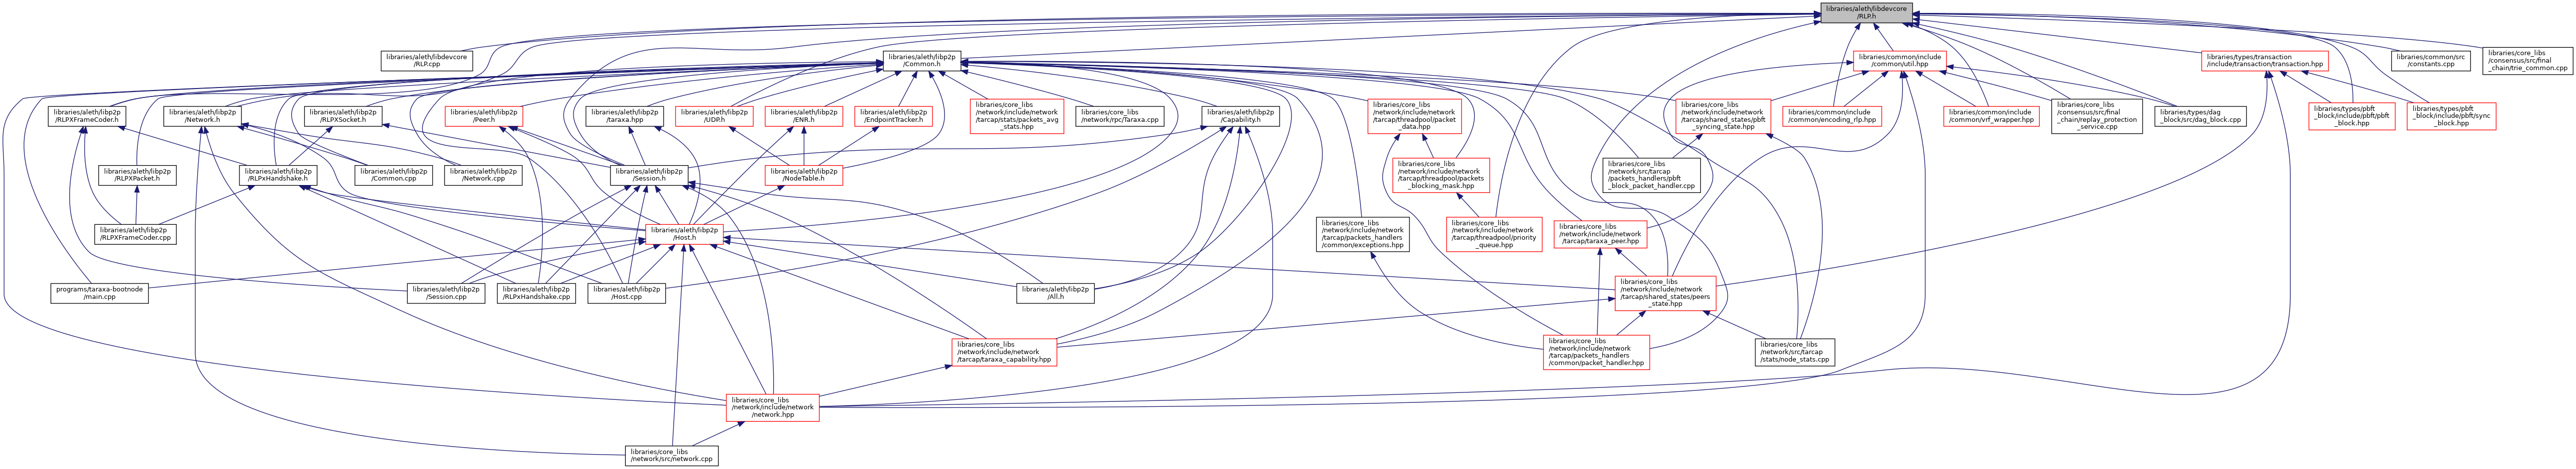 libraries/aleth/libdevcore
/RLP.h
libraries/aleth/libdevcore
/RLP.cpp
libraries/aleth/libp2p
/Common.h
libraries/common/include
/common/util.hpp
libraries/types/transaction
/include/transaction/transaction.hpp
libraries/common/src
/constants.cpp
libraries/core_libs
/consensus/src/final
_chain/trie_common.cpp
libraries/aleth/libp2p
/RLPXFrameCoder.h
libraries/aleth/libp2p
/Network.h
libraries/aleth/libp2p
/RLPXSocket.h
libraries/aleth/libp2p
/Peer.h
libraries/aleth/libp2p
/taraxa.hpp
libraries/aleth/libp2p
/UDP.h
libraries/aleth/libp2p
/ENR.h
libraries/aleth/libp2p
/EndpointTracker.h
libraries/core_libs
/network/include/network
/tarcap/stats/packets_avg
_stats.hpp
libraries/core_libs
/network/rpc/Taraxa.cpp
libraries/aleth/libp2p
/Capability.h
libraries/core_libs
/network/include/network
/tarcap/threadpool/packet
_data.hpp
libraries/core_libs
/network/include/network
/tarcap/shared_states/pbft
_syncing_state.hpp
libraries/common/include
/common/encoding_rlp.hpp
libraries/common/include
/common/vrf_wrapper.hpp
libraries/core_libs
/consensus/src/final
_chain/replay_protection
_service.cpp
libraries/types/dag
_block/src/dag_block.cpp
libraries/types/pbft
_block/include/pbft/pbft
_block.hpp
libraries/types/pbft
_block/include/pbft/sync
_block.hpp
libraries/aleth/libp2p
/RLPXPacket.h
libraries/aleth/libp2p
/RLPxHandshake.h
libraries/aleth/libp2p
/Common.cpp
libraries/aleth/libp2p
/Network.cpp
libraries/aleth/libp2p
/Session.h
libraries/aleth/libp2p
/NodeTable.h
libraries/core_libs
/network/include/network
/tarcap/threadpool/packets
_blocking_mask.hpp
libraries/core_libs
/network/src/tarcap
/packets_handlers/pbft
_block_packet_handler.cpp
libraries/aleth/libp2p
/RLPXFrameCoder.cpp
libraries/aleth/libp2p
/Host.h
libraries/core_libs
/network/include/network
/tarcap/packets_handlers
/common/exceptions.hpp
libraries/core_libs
/network/include/network
/tarcap/threadpool/priority
_queue.hpp
libraries/core_libs
/network/include/network
/tarcap/taraxa_peer.hpp
programs/taraxa-bootnode
/main.cpp
libraries/aleth/libp2p
/Session.cpp
libraries/aleth/libp2p
/RLPxHandshake.cpp
libraries/aleth/libp2p
/Host.cpp
libraries/aleth/libp2p
/All.h
libraries/core_libs
/network/include/network
/tarcap/shared_states/peers
_state.hpp
libraries/core_libs
/network/include/network
/tarcap/taraxa_capability.hpp
libraries/core_libs
/network/include/network
/tarcap/packets_handlers
/common/packet_handler.hpp
libraries/core_libs
/network/src/tarcap
/stats/node_stats.cpp
libraries/core_libs
/network/include/network
/network.hpp
libraries/core_libs
/network/src/network.cpp